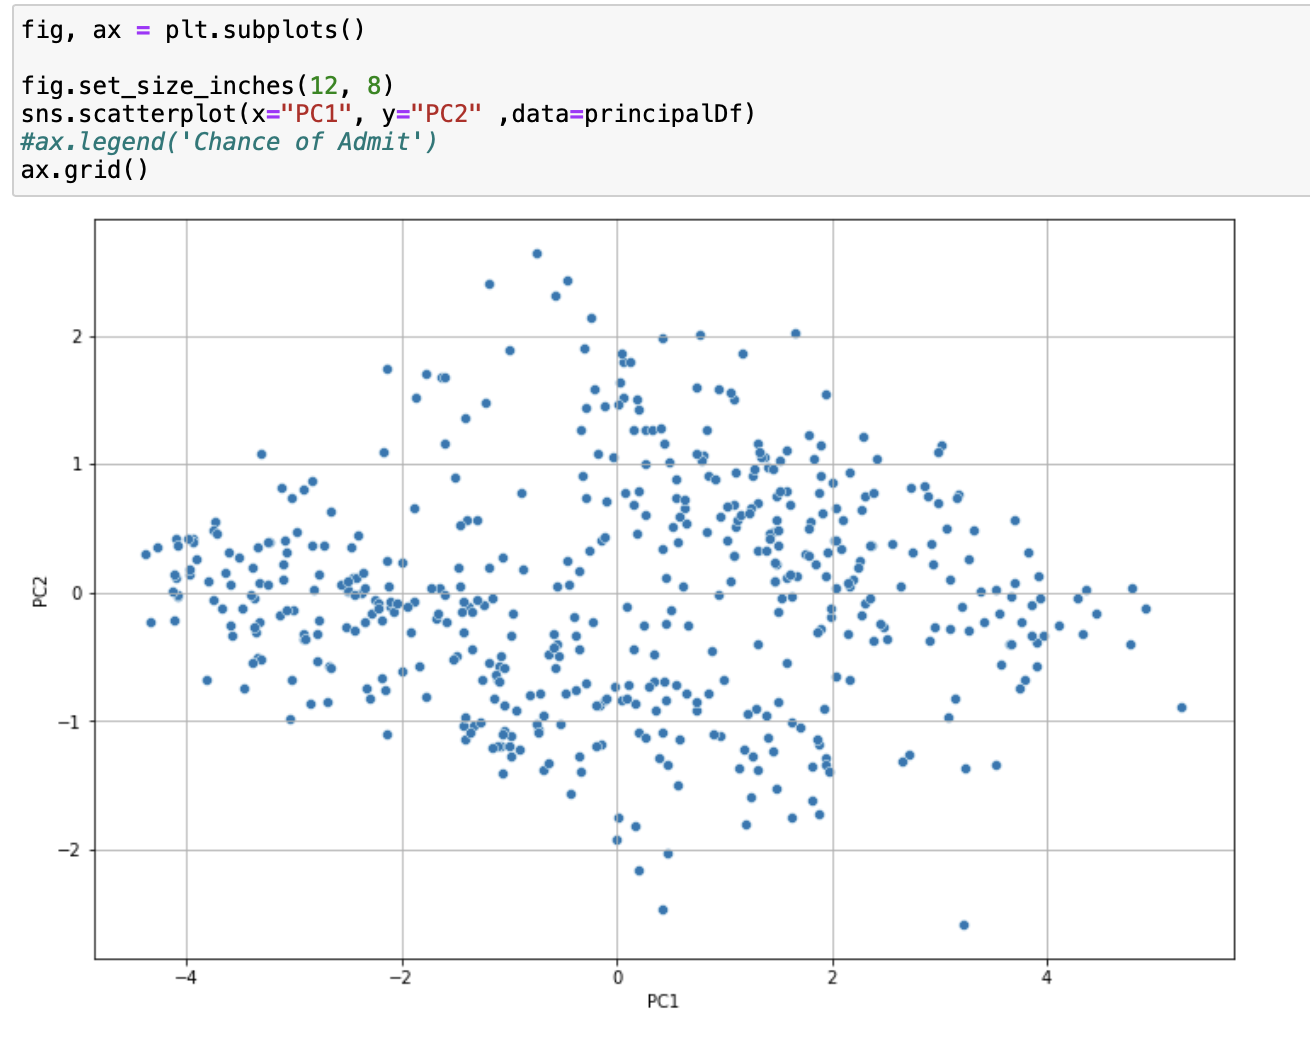 fig, ax = plt.subplots()
fig.set_size_inches(12, 8)
sns.scatterplot(x="PC1", y="PC2" ,data=principalDf)
#ax.legend('Chance of Admit')
ax.grid()
2
1
0
−1
−2
PC2
−4
−2
0
2
4
PC1